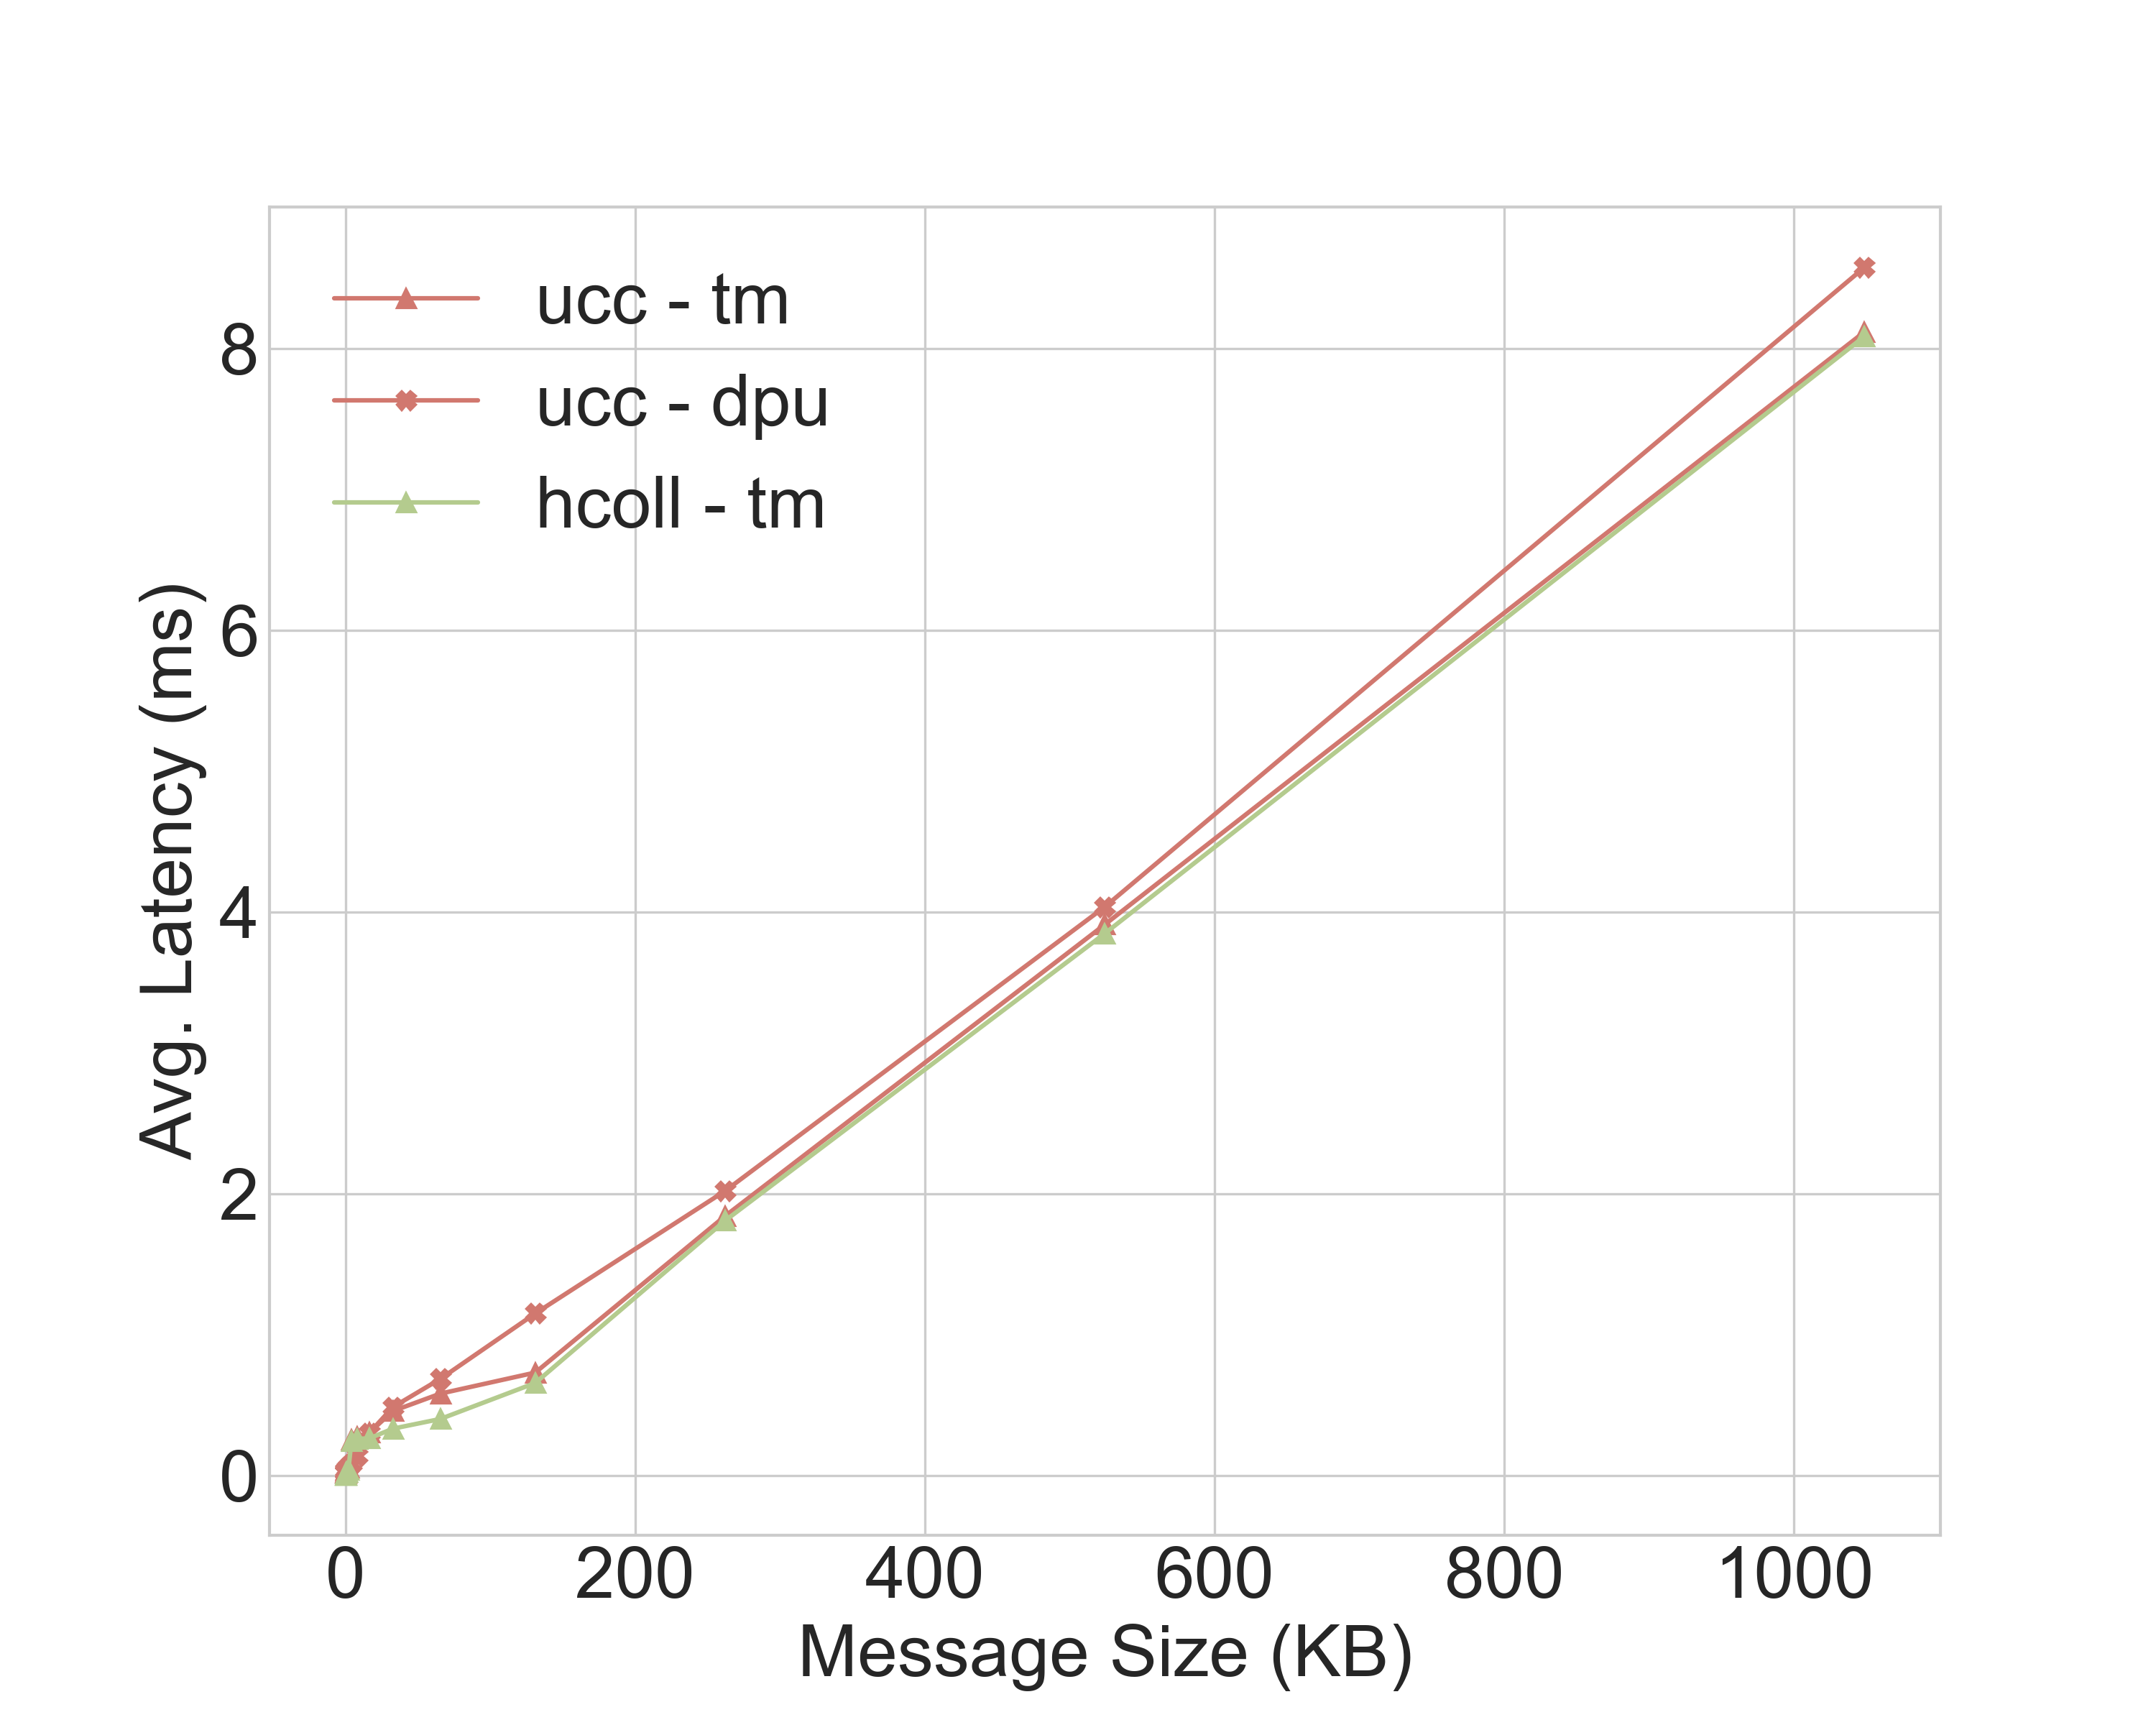 ucc - tm
ucc - dpu
hcoll - tm
8
6
4
2
0
Avg. Latency (ms)
0 200 400 600 800 1000
Message Size (KB)